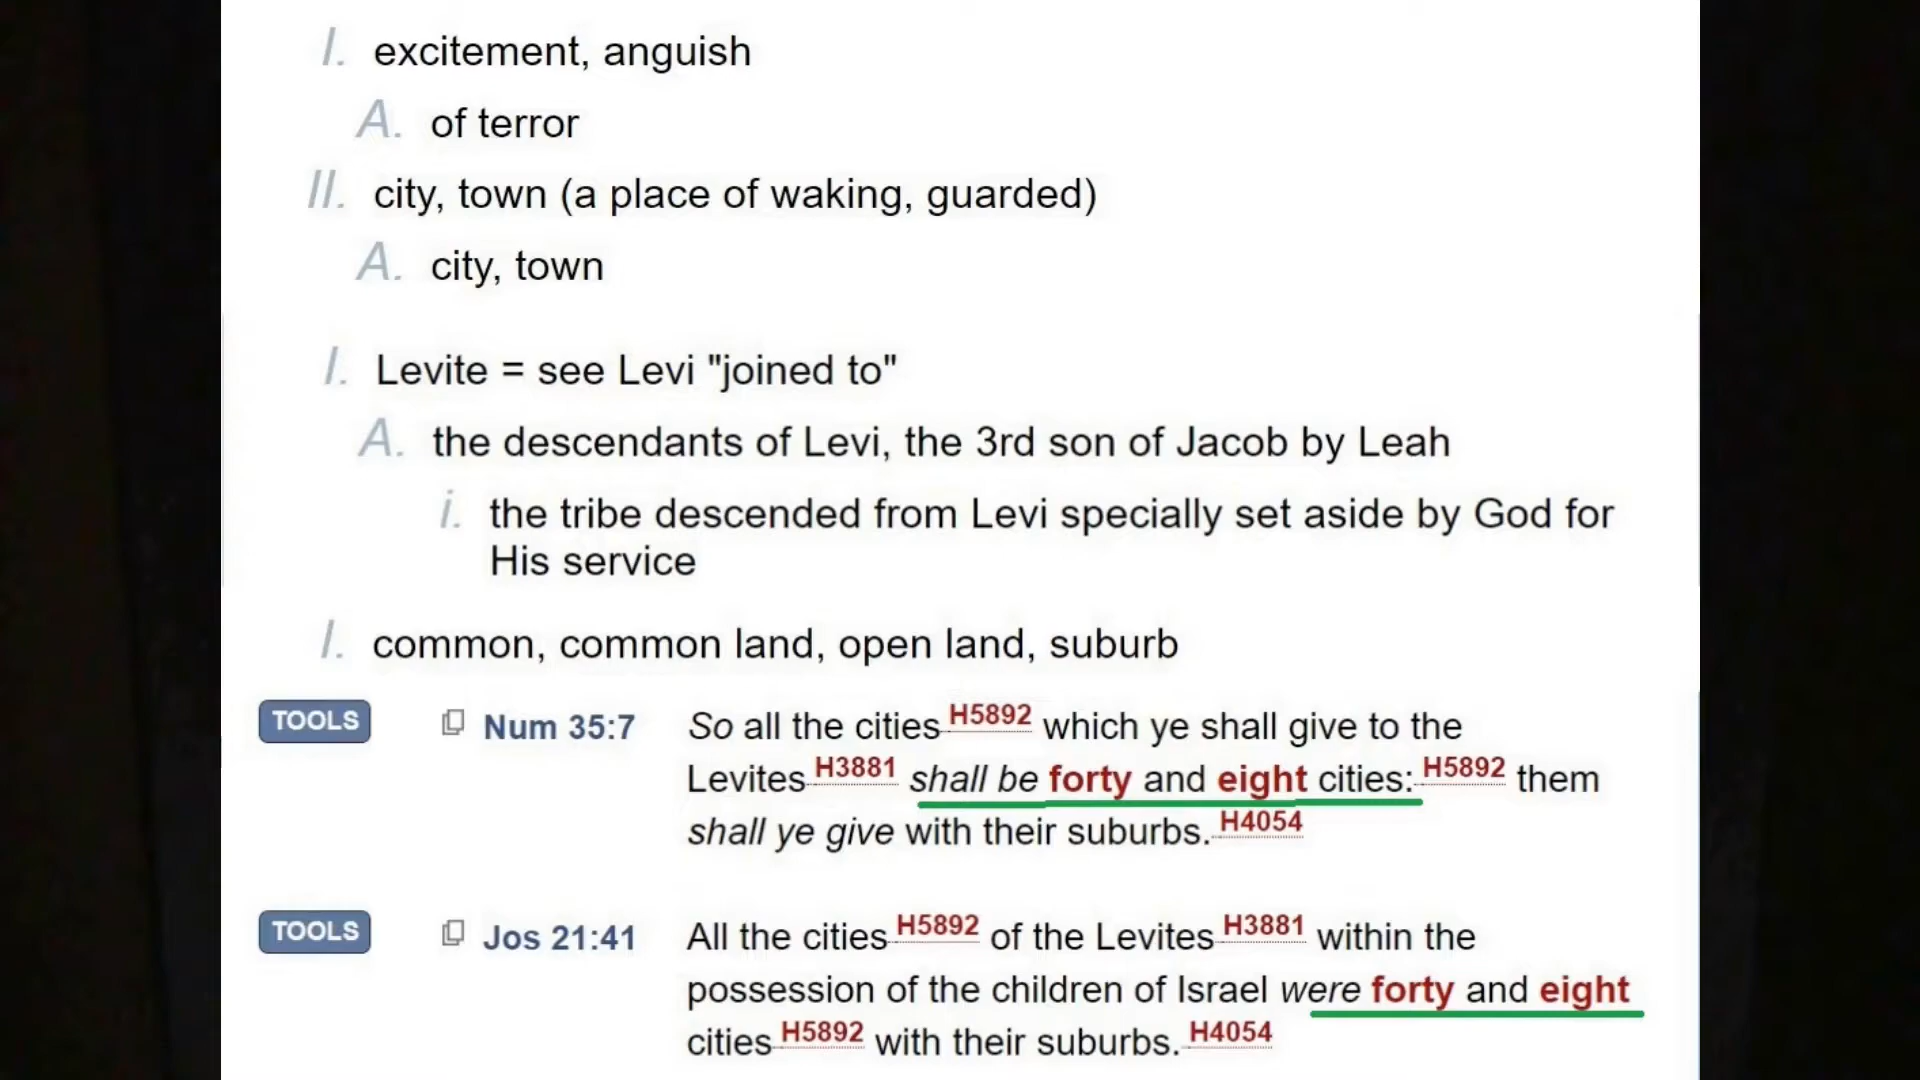 I. excitement, anguish
A. of terror
II. city, town (a place of waking, guarded)
A. city, town
I. Levite = see Levi "joined to"
A. the descendants of Levi, the 3rd son of Jacob by Leah
i. the tribe descended from Levi specially set aside by God for
His service
I. common, common land, open land, suburb
TOOLS Num 35:7 So all the cities H5892 which ye shall give to the
Levites H3881 shall be forty and eight cities: H5892 them
shall ye give with their suburbs. H4054
TOOLS Jos 21:41 All the cities H5892 of the Levites H3881 within the
possession of the children of Israel were forty and eight
cities H5892 with their suburbs. H4054